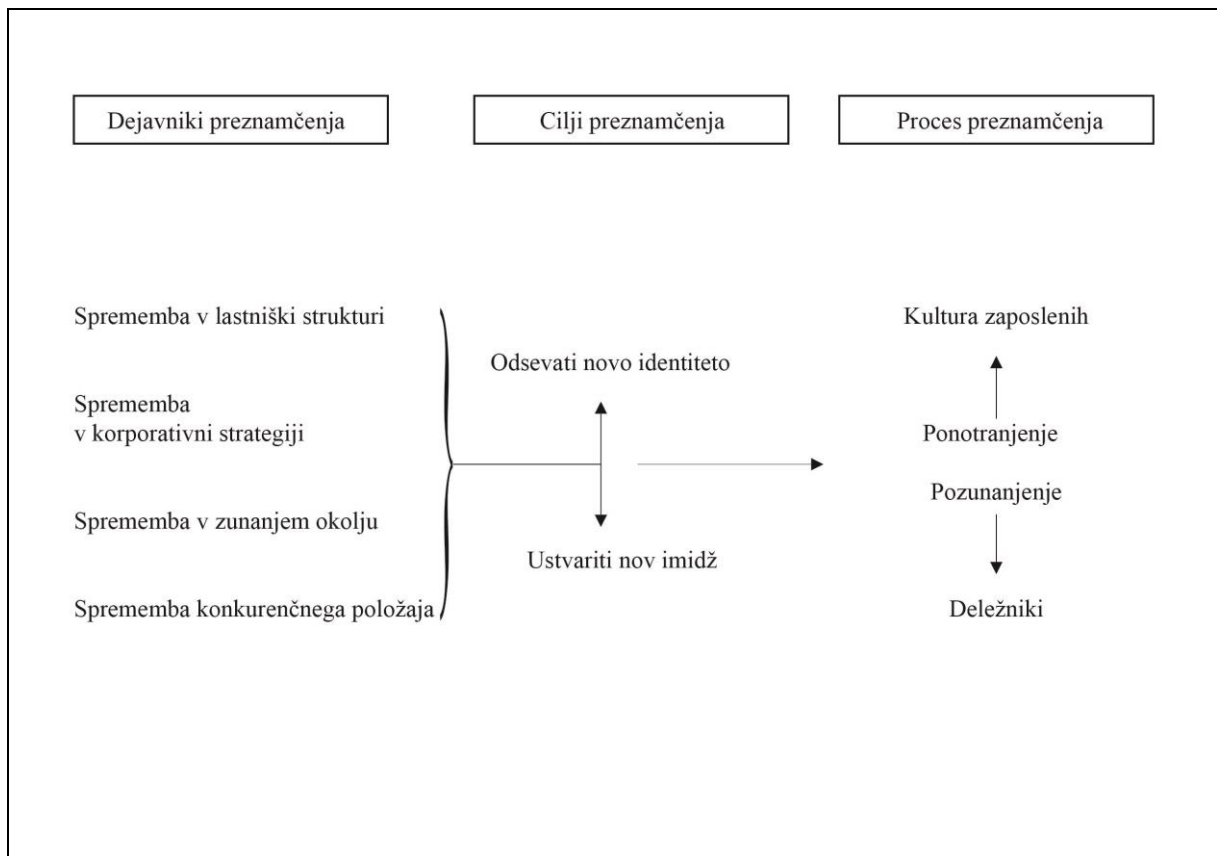 Dejavniki preznamčenja
Cilji preznamčenja
Proces preznamčenja
Sprememba v lastniški strukturi
Sprememba
v korporativni strategiji
Sprememba v zunanjem okolju
Sprememba konkurenčnega položaja
Odsevati novo identiteto
Ustvariti nov imidž
Kultura zaposlenih
Ponotranjenje
Pozunanjenje
Deležniki